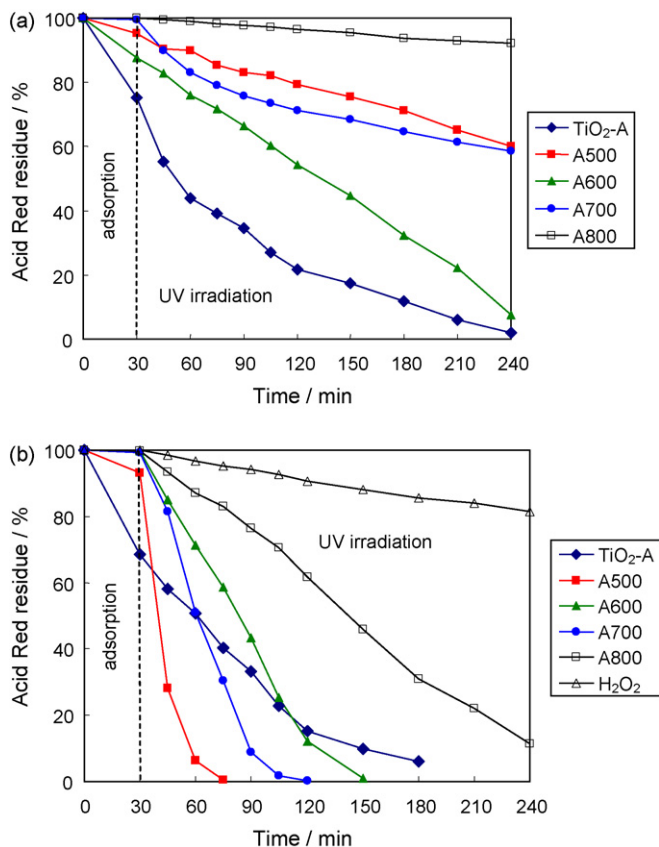 (a)
100
80
60
40
20
0
Acid Red residue / %
adsorption
UV irradiation
0 30 60 90 120 150 180 210 240
Time / min
TiO₂-A
A500
A600
A700
A800
(b)
100
80
60
40
20
0
Acid Red residue / %
adsorption
UV irradiation
0 30 60 90 120 150 180 210 240
Time / min
TiO₂-A
A500
A600
A700
A800
H₂O₂